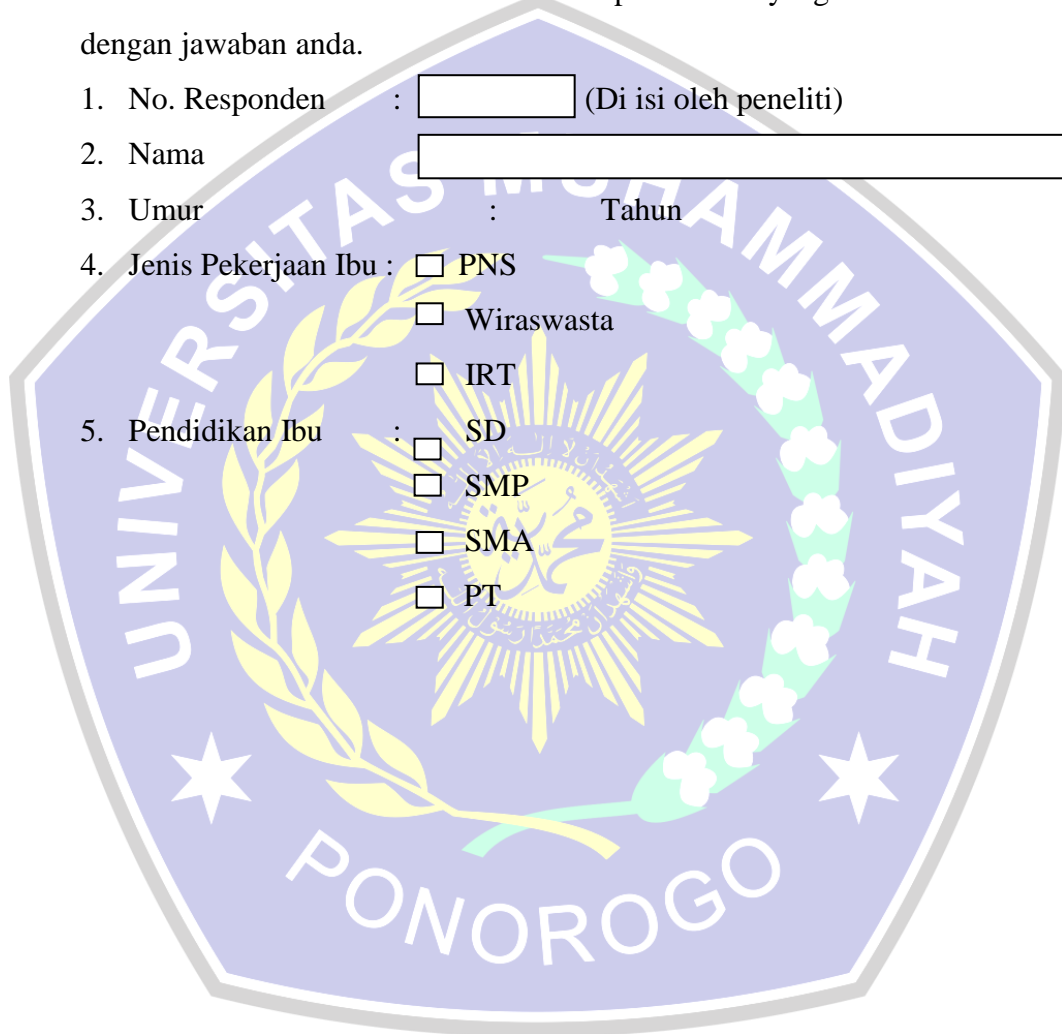 dengan jawaban anda.
1. No. Responden : (Di isi oleh peneliti)
2. Nama
3. Umur : Tahun
4. Jenis Pekerjaan Ibu : PNS
Wiraswasta
IRT
5. Pendidikan Ibu : SD
SMP
SMA
PT
UNIVERSITAS MUHAMMADIYAH
PONOROGO
محمد